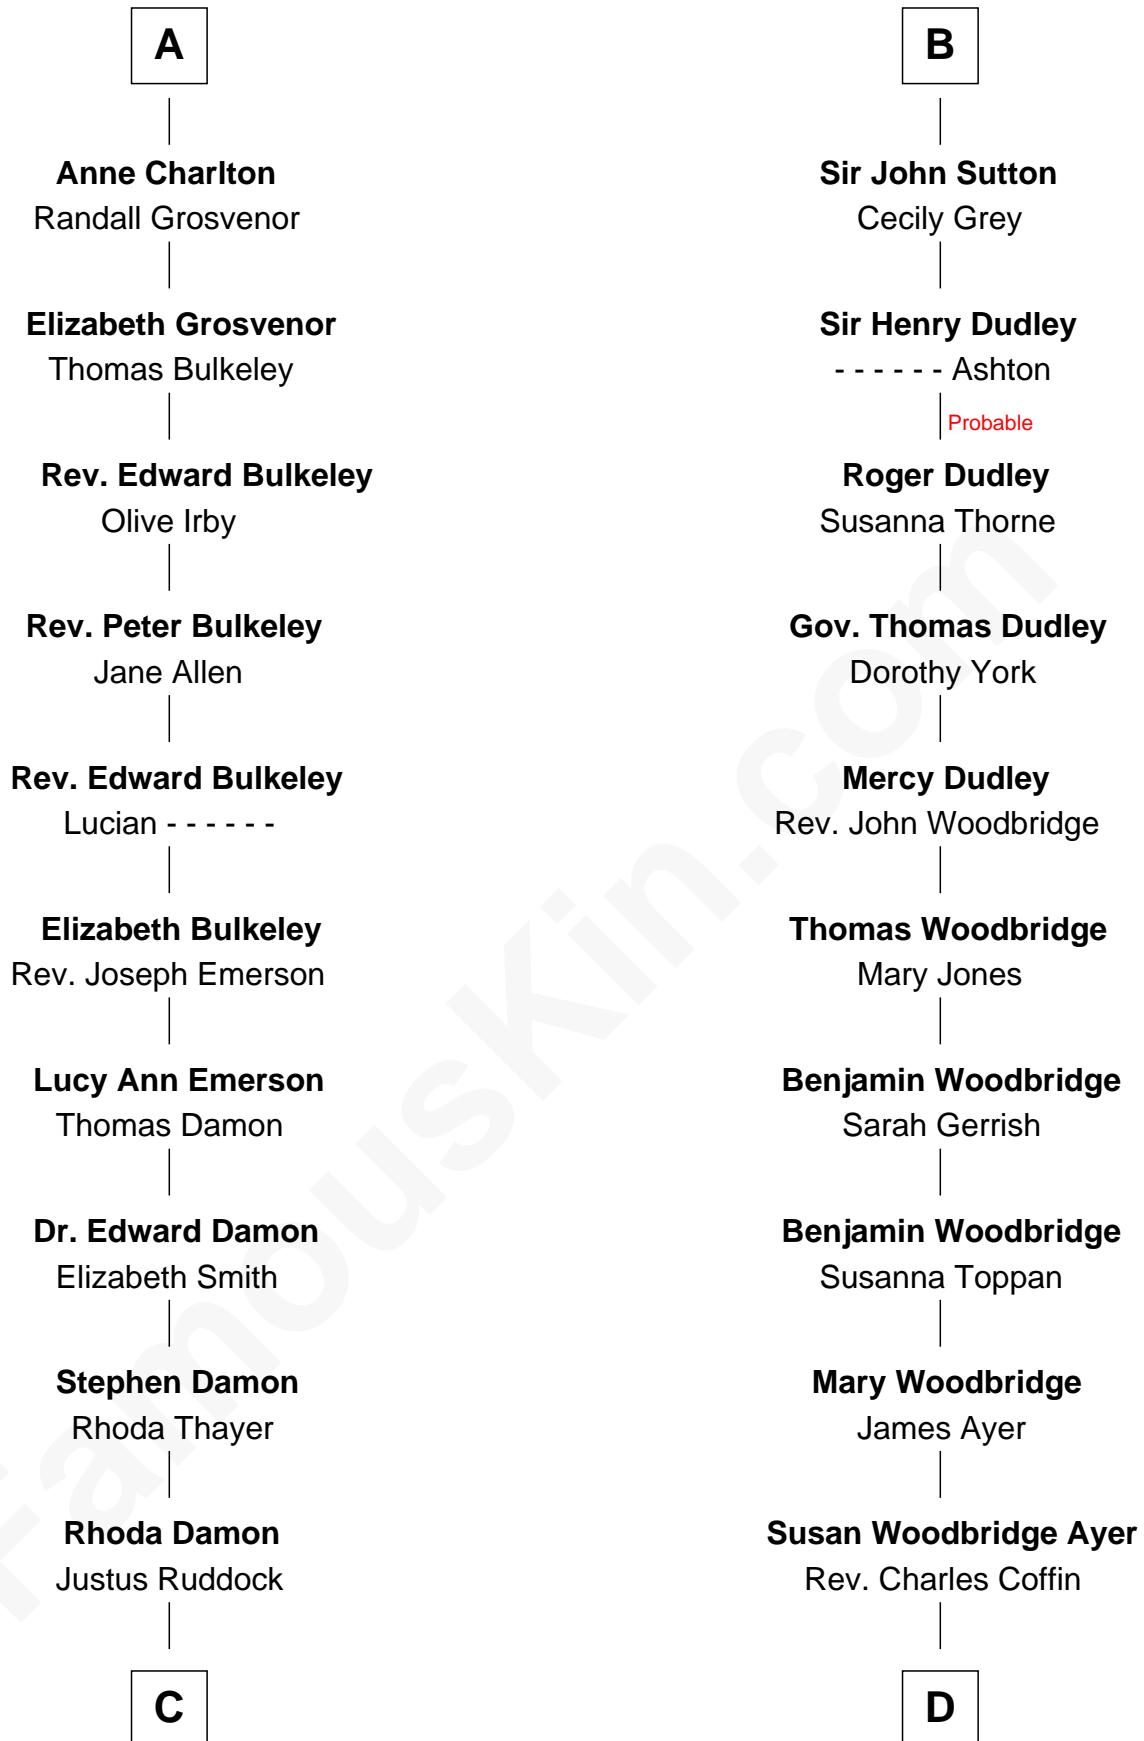 A
Anne Charlton
Randall Grosvenor
Elizabeth Grosvenor
Thomas Bulkeley
Rev. Edward Bulkeley
Olive Irby
Rev. Peter Bulkeley
Jane Allen
Rev. Edward Bulkeley
Lucian - - - - - -
Elizabeth Bulkeley
Rev. Joseph Emerson
Lucy Ann Emerson
Thomas Damon
Dr. Edward Damon
Elizabeth Smith
Stephen Damon
Rhoda Thayer
Rhoda Damon
Justus Ruddock
C
B
Sir John Sutton
Cecily Grey
Sir Henry Dudley
- - - - - - Ashton
Probable
Roger Dudley
Susanna Thorne
Gov. Thomas Dudley
Dorothy York
Mercy Dudley
Rev. John Woodbridge
Thomas Woodbridge
Mary Jones
Benjamin Woodbridge
Sarah Gerrish
Benjamin Woodbridge
Susanna Toppan
Mary Woodbridge
James Ayer
Susan Woodbridge Ayer
Rev. Charles Coffin
D
FamousKin.com